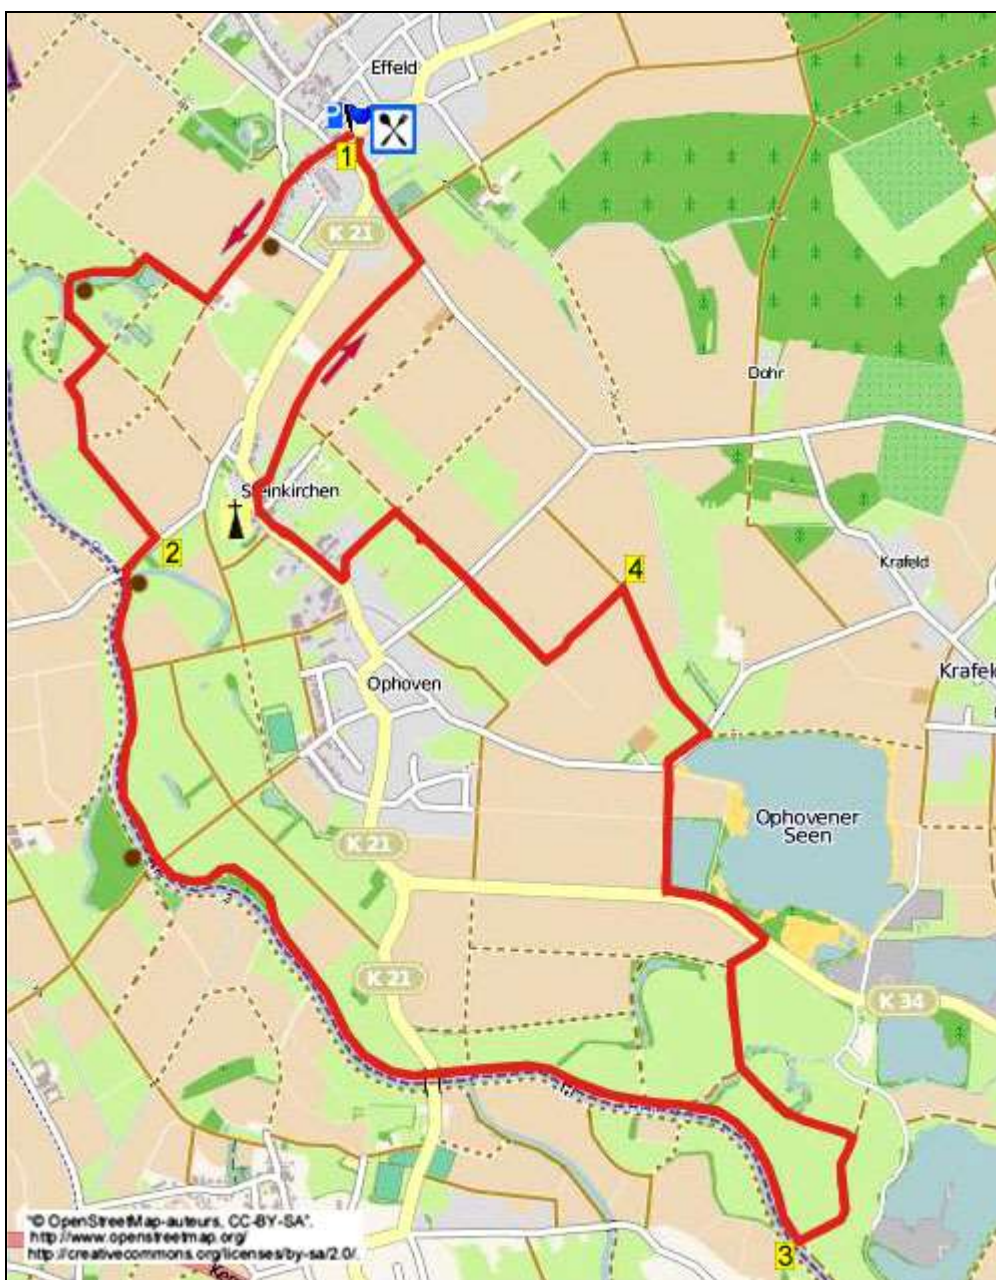 Effeld
P
1
K 21
Dohr
Steinkirchen
2
4
Krafeld
Krafel
Ophoven
Ophovener
Seen
K 21
K 21
K 34
3
"© OpenStreetMap-auteurs, CC-BY-SA".
http://www.openstreetmap.org/
http://creativecommons.org/licenses/by-sa/2.0/.